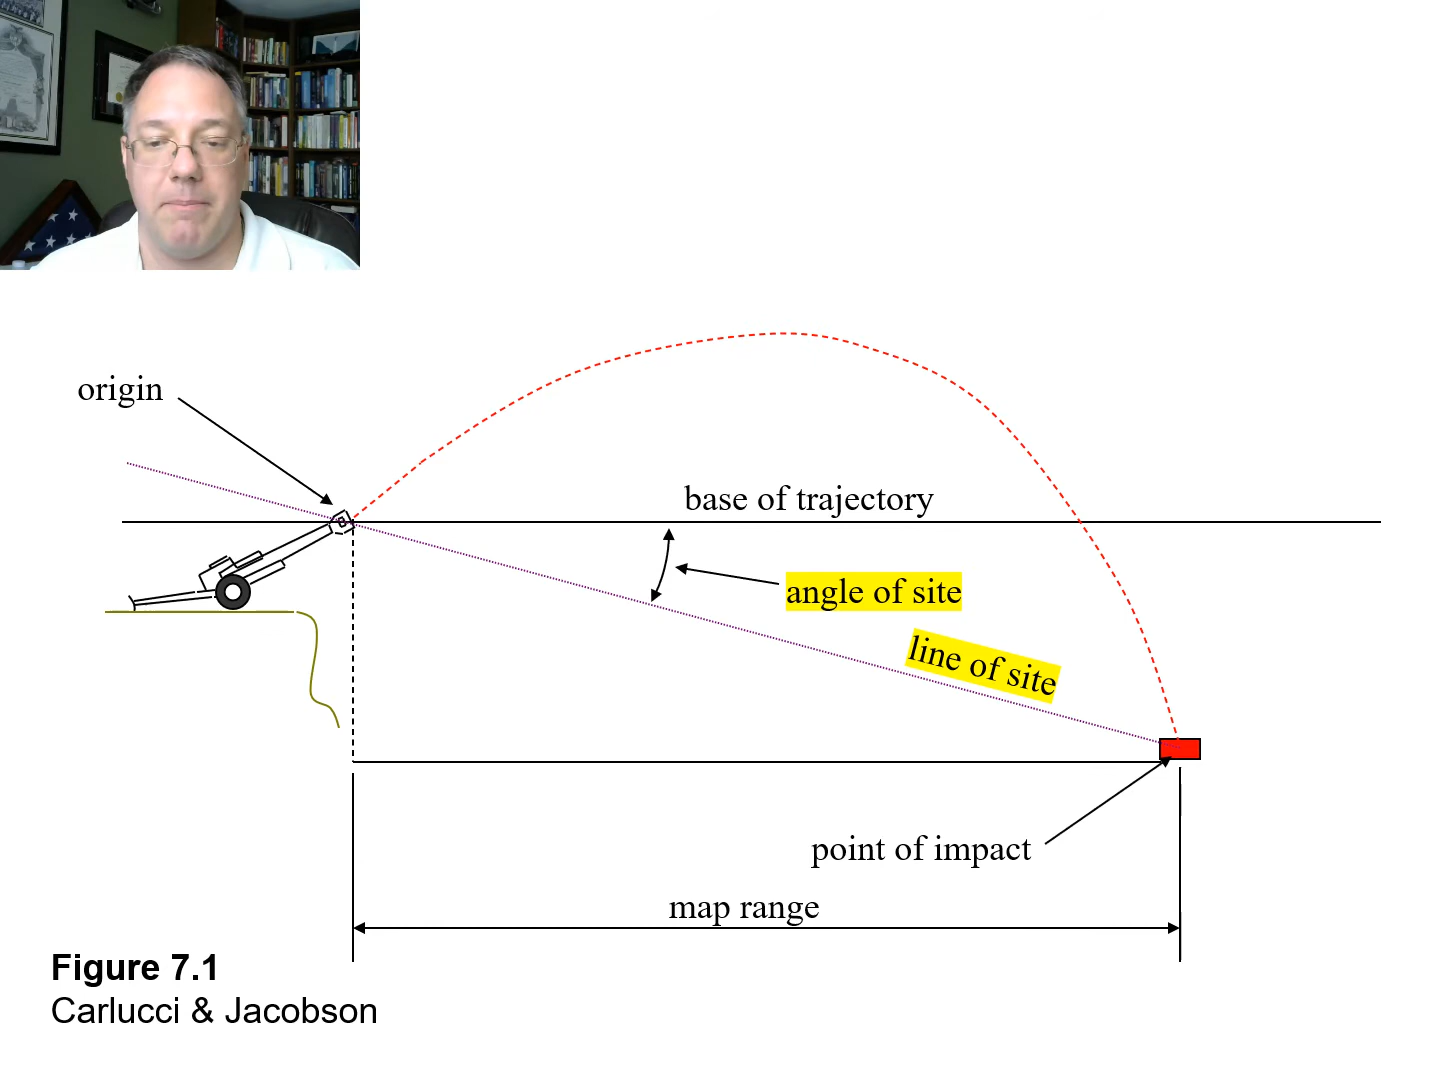 origin
base of trajectory
angle of site
line of site
point of impact
map range
Figure 7.1
Carlucci & Jacobson